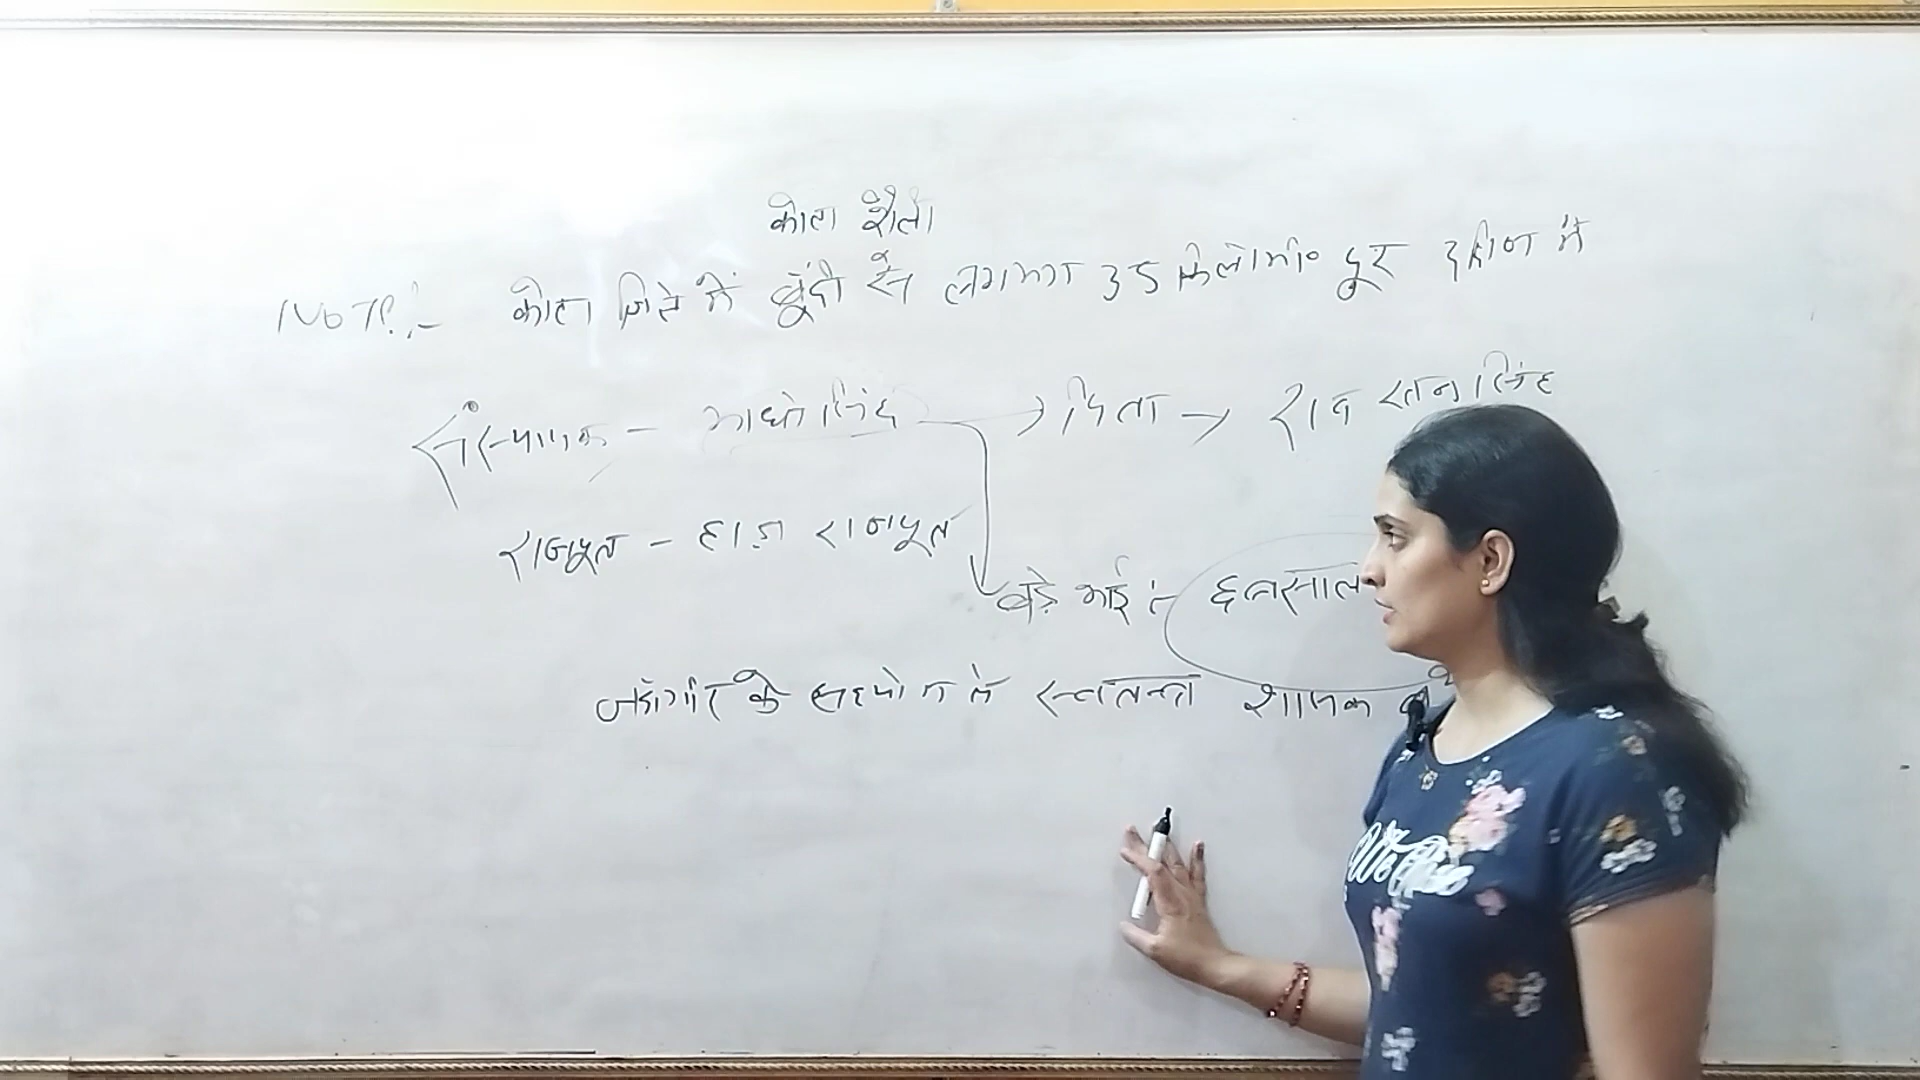 कोटा शैली
NOTE:- कोटा जिले में बूंदी से लगभग 35 किलोमी० दूर दक्षिण में
संस्थापक - माधोसिंह → पिता → राव रतनसिंह
राजपूत - हाड़ा राजपूत
बड़े भाई :- छत्रसाल
जहांगीर के सहयोग से स्वतन्त्र शासक